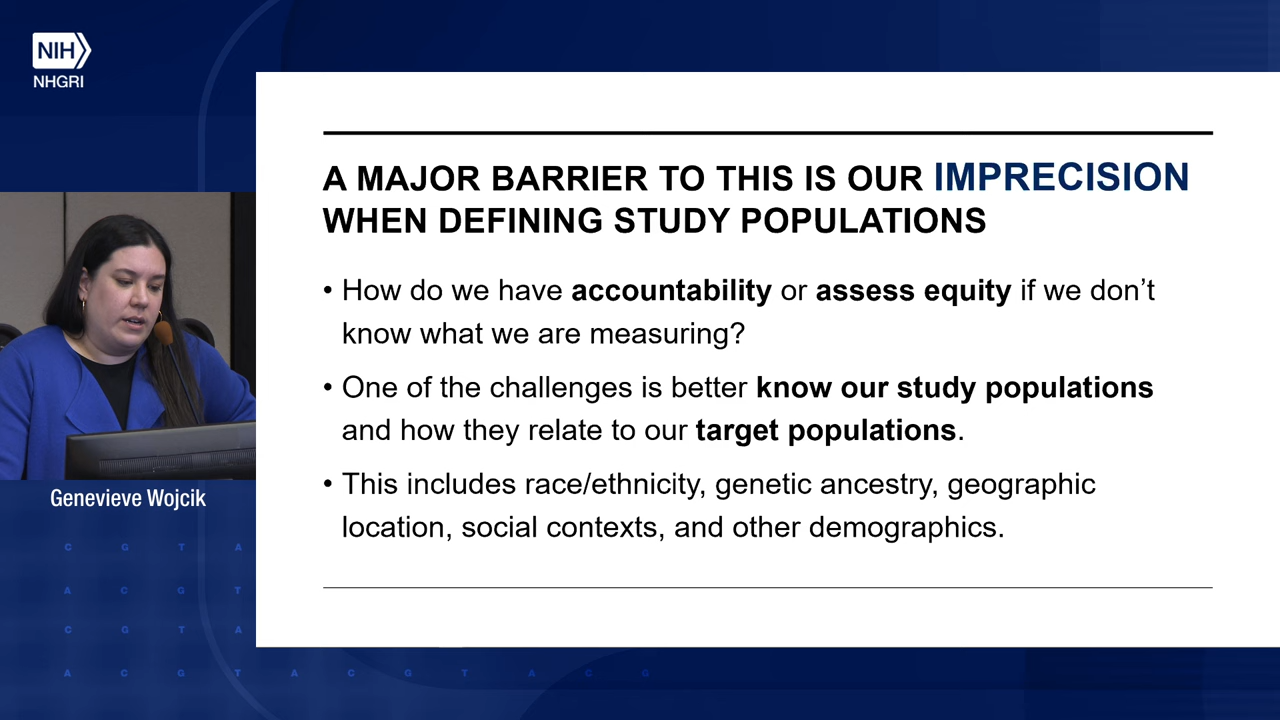 NIH
NHGRI
A MAJOR BARRIER TO THIS IS OUR IMPRECISION
WHEN DEFINING STUDY POPULATIONS
• How do we have accountability or assess equity if we don’t
know what we are measuring?
• One of the challenges is better know our study populations
and how they relate to our target populations.
• This includes race/ethnicity, genetic ancestry, geographic
location, social contexts, and other demographics.
Genevieve Wojcik
C G T A
A C G T
C G T A
A C G T A C G T A C G